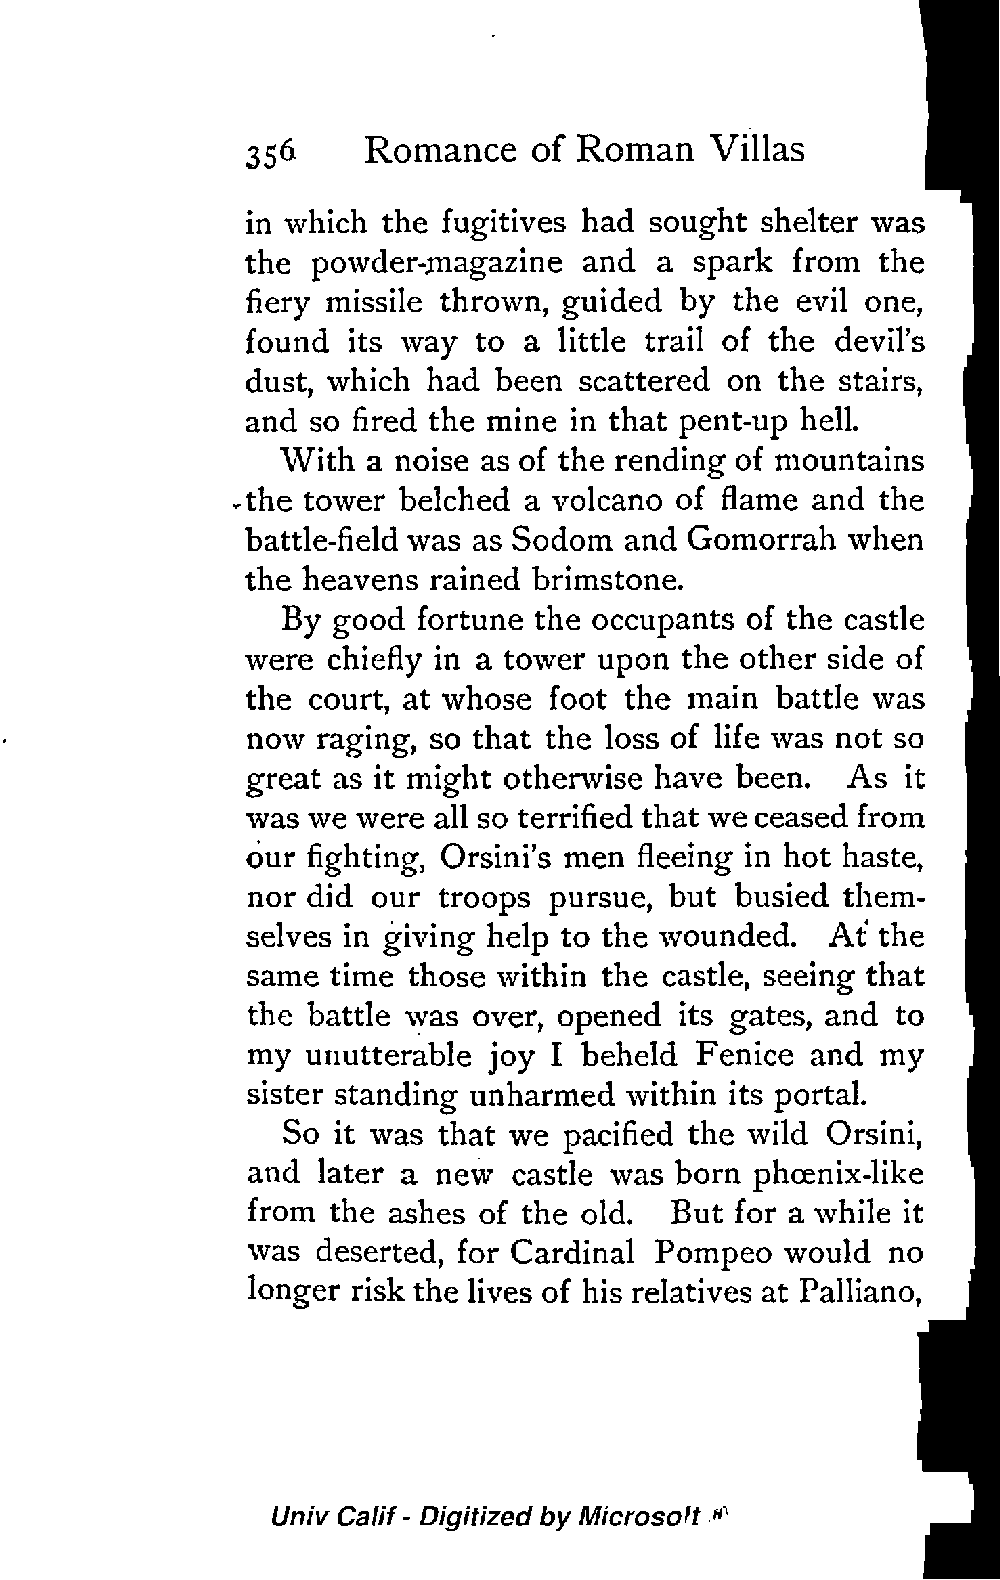 356 Romance of Roman Villas
in which the fugitives had sought shelter was
the powder-magazine and a spark from the
fiery missile thrown, guided by the evil one,
found its way to a little trail of the devil's
dust, which had been scattered on the stairs,
and so fired the mine in that pent-up hell.
With a noise as of the rending of mountains
the tower belched a volcano of flame and the
battle-field was as Sodom and Gomorrah when
the heavens rained brimstone.
By good fortune the occupants of the castle
were chiefly in a tower upon the other side of
the court, at whose foot the main battle was
now raging, so that the loss of life was not so
great as it might otherwise have been. As it
was we were all so terrified that we ceased from
our fighting, Orsini's men fleeing in hot haste,
nor did our troops pursue, but busied them-
selves in giving help to the wounded. At the
same time those within the castle, seeing that
the battle was over, opened its gates, and to
my unutterable joy I beheld Fenice and my
sister standing unharmed within its portal.
So it was that we pacified the wild Orsini,
and later a new castle was born phœnix-like
from the ashes of the old. But for a while it
was deserted, for Cardinal Pompeo would no
longer risk the lives of his relatives at Palliano,
Univ Calif - Digitized by Microsoft ®